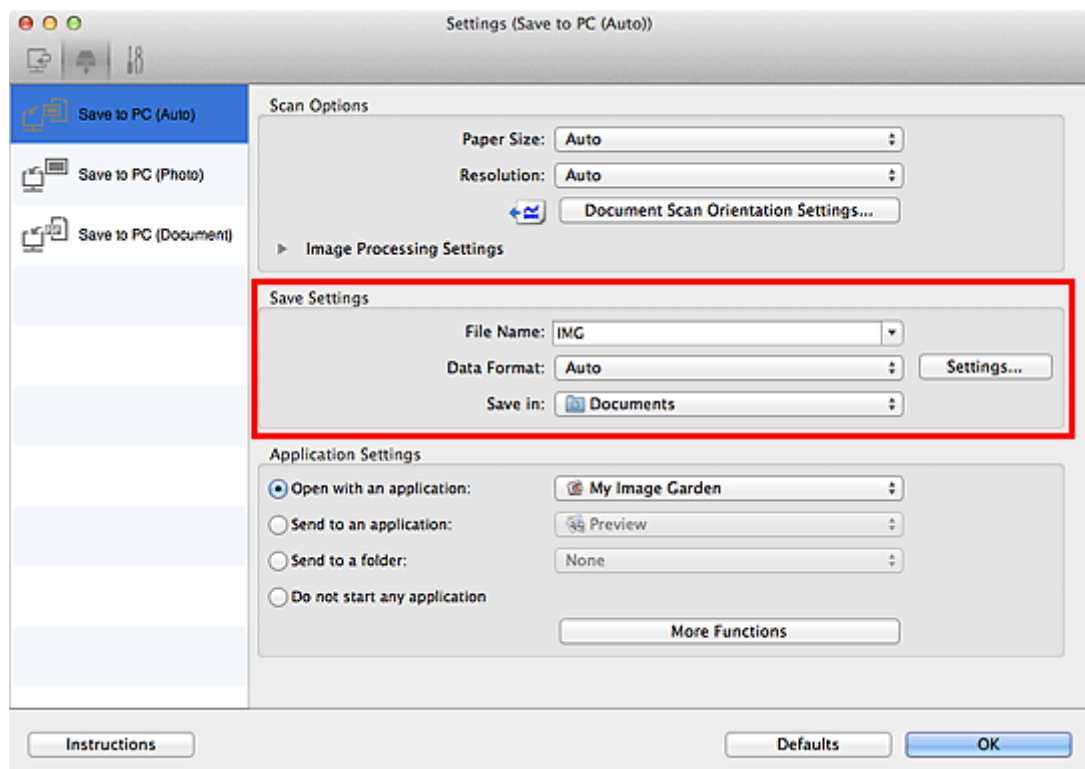 Settings (Save to PC (Auto))
Save to PC (Auto)
Save to PC (Photo)
Save to PC (Document)
Scan Options
Paper Size: Auto
Resolution: Auto
Document Scan Orientation Settings...
Image Processing Settings
Save Settings
File Name: IMG
Data Format: Auto Settings...
Save in: Documents
Application Settings
Open with an application: My Image Garden
Send to an application: Preview
Send to a folder: None
Do not start any application
More Functions
Instructions Defaults OK